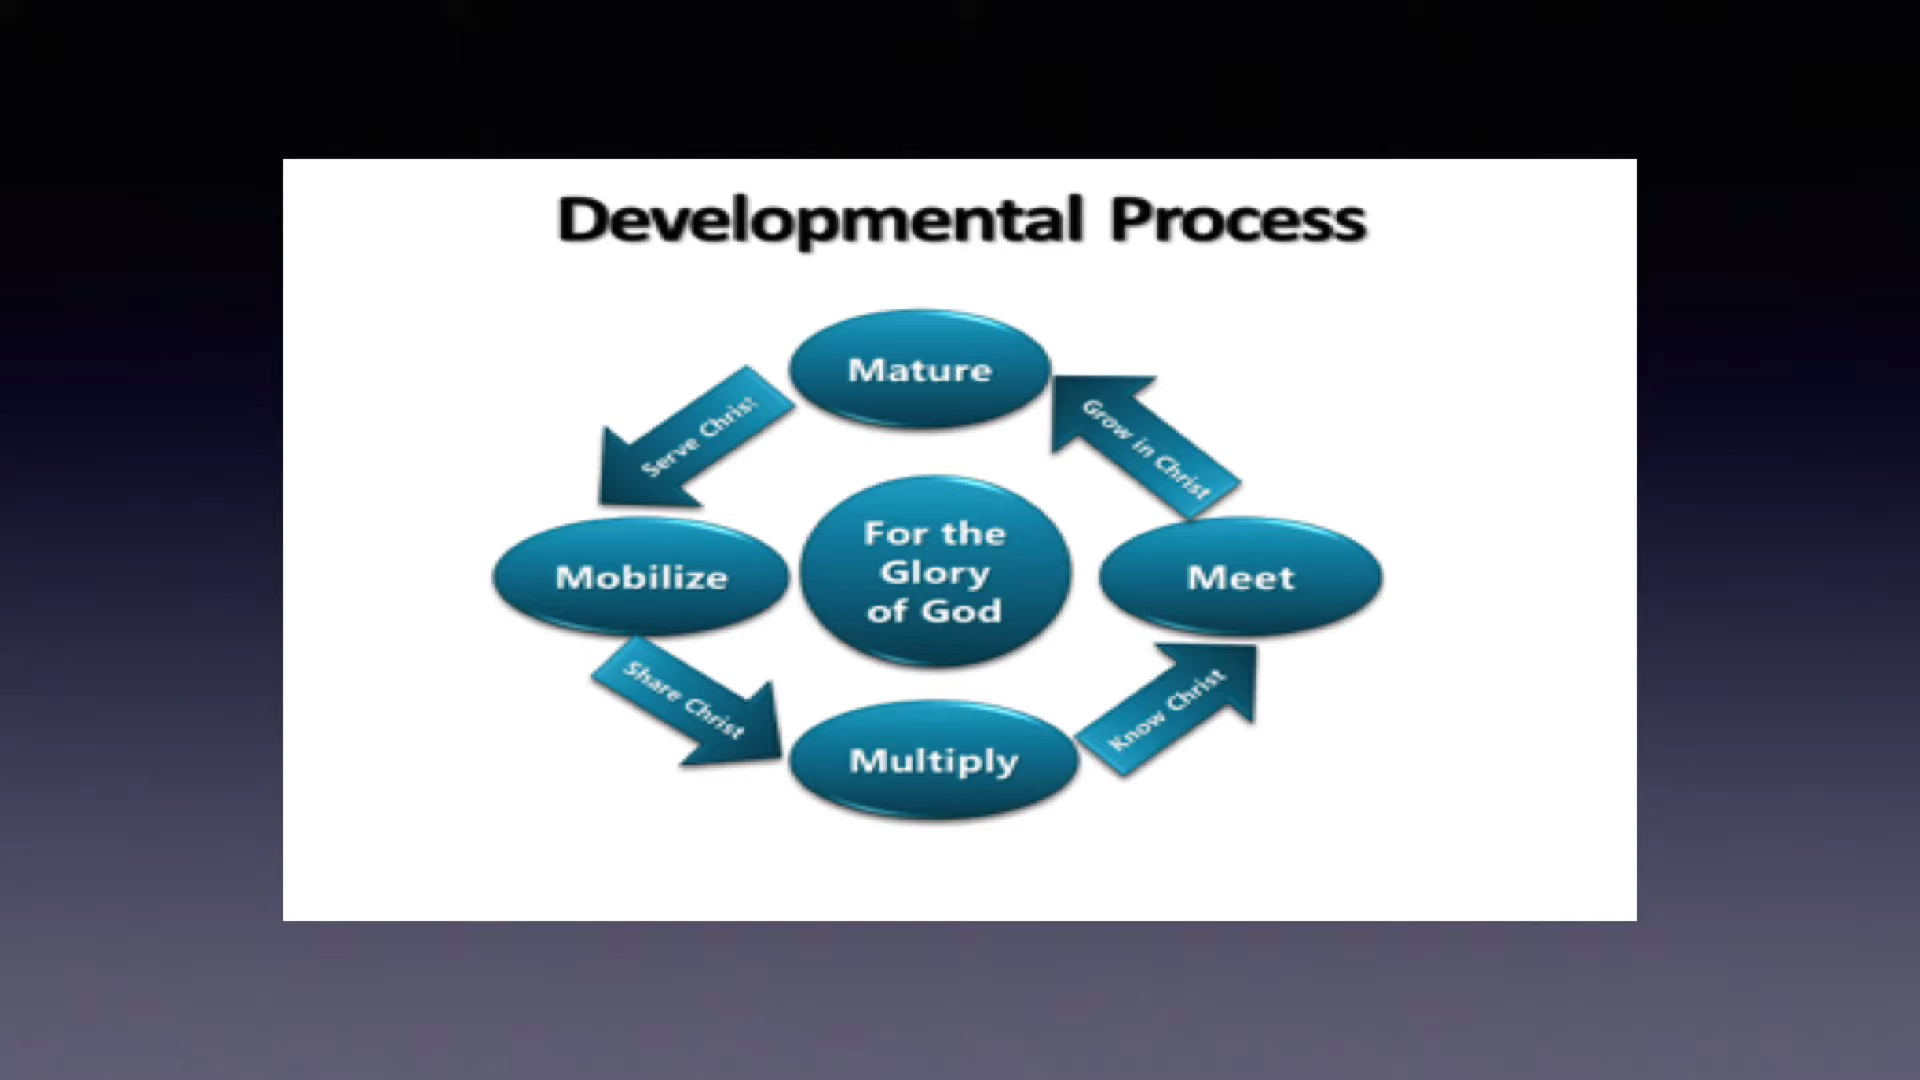 Developmental Process
Mature
Serve Christ
Grow in Christ
Mobilize
For the
Glory
of God
Meet
Share Christ
Know Christ
Multiply